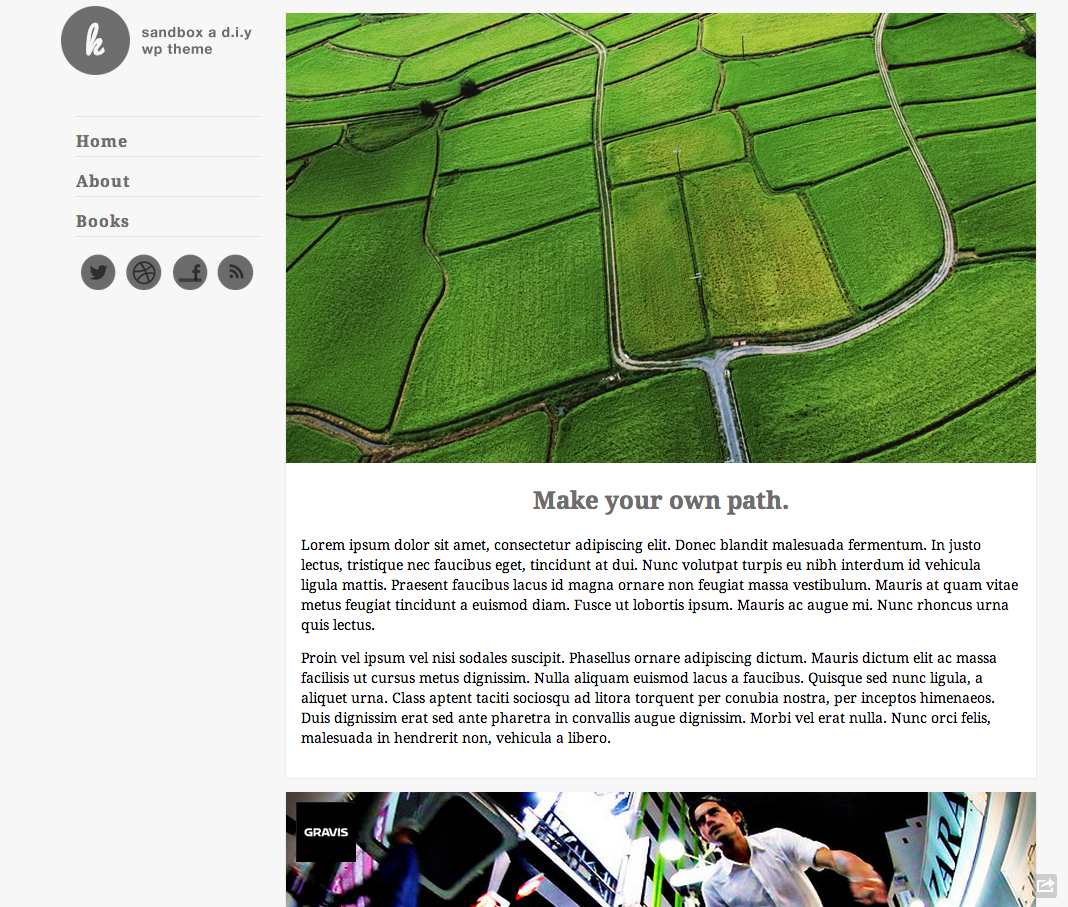 k
sandbox a d.i.y
wp theme
Home
About
Books
Make your own path.
Lorem ipsum dolor sit amet, consectetur adipiscing elit. Donec blandit malesuada fermentum. In justo
lectus, tristique nec faucibus eget, tincidunt at dui. Nunc volutpat turpis eu nibh interdum id vehicula
ligula mattis. Praesent faucibus lacus id magna ornare non feugiat massa vestibulum. Mauris at quam vitae
metus feugiat tincidunt a euismod diam. Fusce ut lobortis ipsum. Mauris ac augue mi. Nunc rhoncus urna
quis lectus.
Proin vel ipsum vel nisi sodales suscipit. Phasellus ornare adipiscing dictum. Mauris dictum elit ac massa
facilisis ut cursus metus dignissim. Nulla aliquam euismod lacus a faucibus. Quisque sed nunc ligula, a
aliquet urna. Class aptent taciti sociosqu ad litora torquent per conubia nostra, per inceptos himenaeos.
Duis dignissim erat sed ante pharetra in convallis augue dignissim. Morbi vel erat nulla. Nunc orci felis,
malesuada in hendrerit non, vehicula a libero.
GRAVIS
ZARA